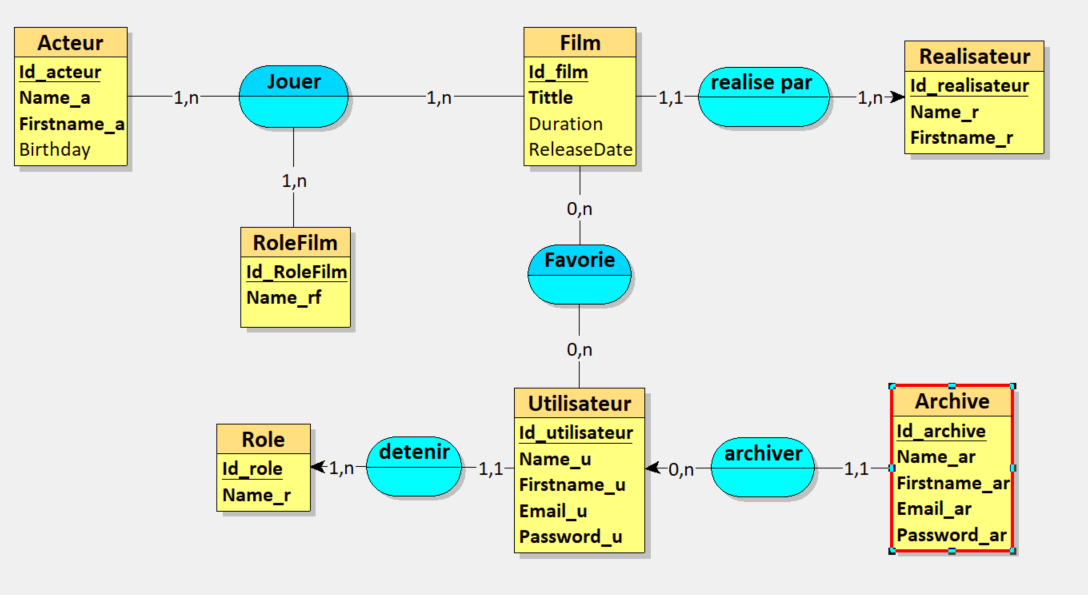 Acteur
Id_acteur
Name_a
Firstname_a
Birthday
1,n
Jouer
1,n
Film
Id_film
Tittle
Duration
ReleaseDate
1,1
realise par
1,n
Realisateur
Id_realisateur
Name_r
Firstname_r
1,n
RoleFilm
Id_RoleFilm
Name_rf
0,n
Favorie
0,n
Role
Id_role
Name_r
1,n
detenir
1,1
Utilisateur
Id_utilisateur
Name_u
Firstname_u
Email_u
Password_u
0,n
archiver
1,1
Archive
Id_archive
Name_ar
Firstname_ar
Email_ar
Password_ar